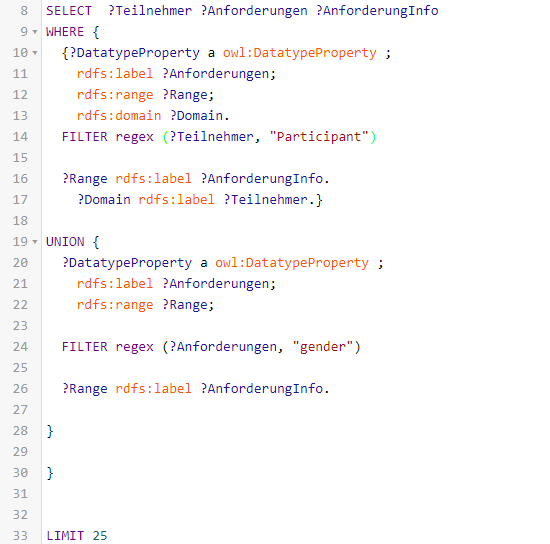 8 SELECT  ?Teilnehmer ?Anforderungen ?AnforderungInfo
9 WHERE {
10   {?DatatypeProperty a owl:DatatypeProperty ;
11     rdfs:label ?Anforderungen;
12     rdfs:range ?Range;
13     rdfs:domain ?Domain.
14   FILTER regex (?Teilnehmer, "Participant")
15
16   ?Range rdfs:label ?AnforderungInfo.
17     ?Domain rdfs:label ?Teilnehmer.}
18
19 UNION {
20   ?DatatypeProperty a owl:DatatypeProperty ;
21     rdfs:label ?Anforderungen;
22     rdfs:range ?Range;
23
24   FILTER regex (?Anforderungen, "gender")
25
26   ?Range rdfs:label ?AnforderungInfo.
27
28 }
29
30 }
31
32
33 LIMIT 25